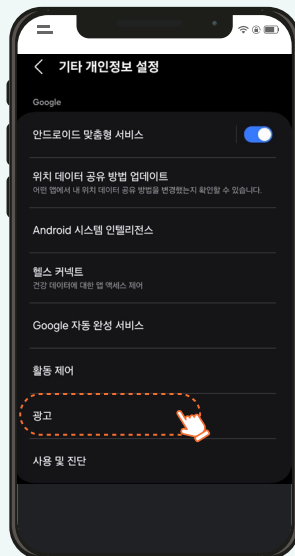 기타 개인정보 설정
Google
안드로이드 맞춤형 서비스
위치 데이터 공유 방법 업데이트
어떤 앱에서 내 위치 데이터 공유 방법을 변경했는지 확인할 수 있습니다.
Android 시스템 인텔리전스
헬스 커넥트
건강 데이터에 대한 앱 액세스 제어
Google 자동 완성 서비스
활동 제어
광고
사용 및 진단